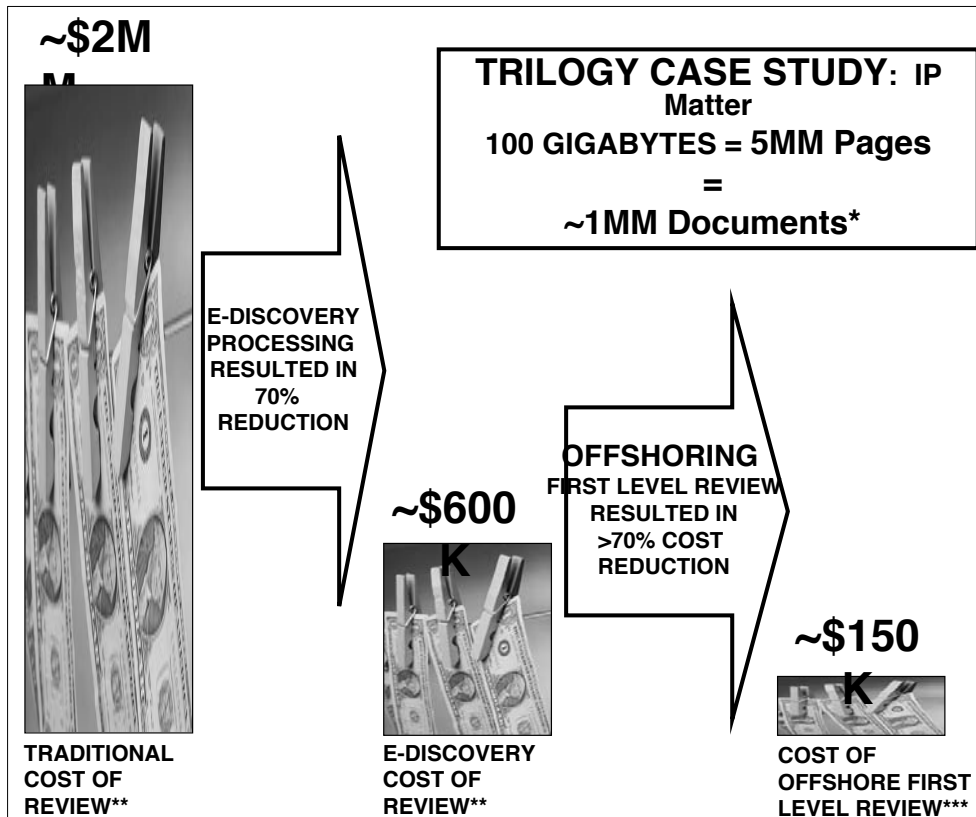 ~$2M
M
TRILOGY CASE STUDY: IP
Matter
100 GIGABYTES = 5MM Pages
=
~1MM Documents*
E-DISCOVERY
PROCESSING
RESULTED IN
70%
REDUCTION
OFFSHORING
FIRST LEVEL REVIEW
RESULTED IN
>70% COST
REDUCTION
~$600
K
~$150
K
TRADITIONAL
COST OF
REVIEW**
E-DISCOVERY
COST OF
REVIEW**
COST OF
OFFSHORE FIRST
LEVEL REVIEW***